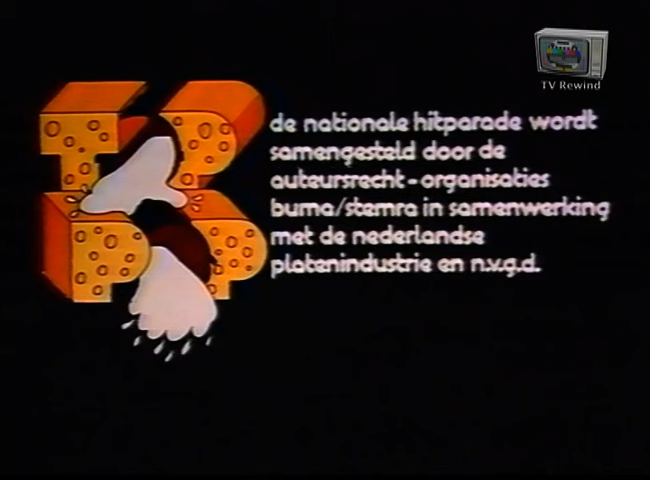 TV Rewind
de nationale hitparade wordt
samengesteld door de
auteursrecht-organisaties
buma/stemra in samenwerking
met de nederlandse
platenindustrie en n.v.g.d.